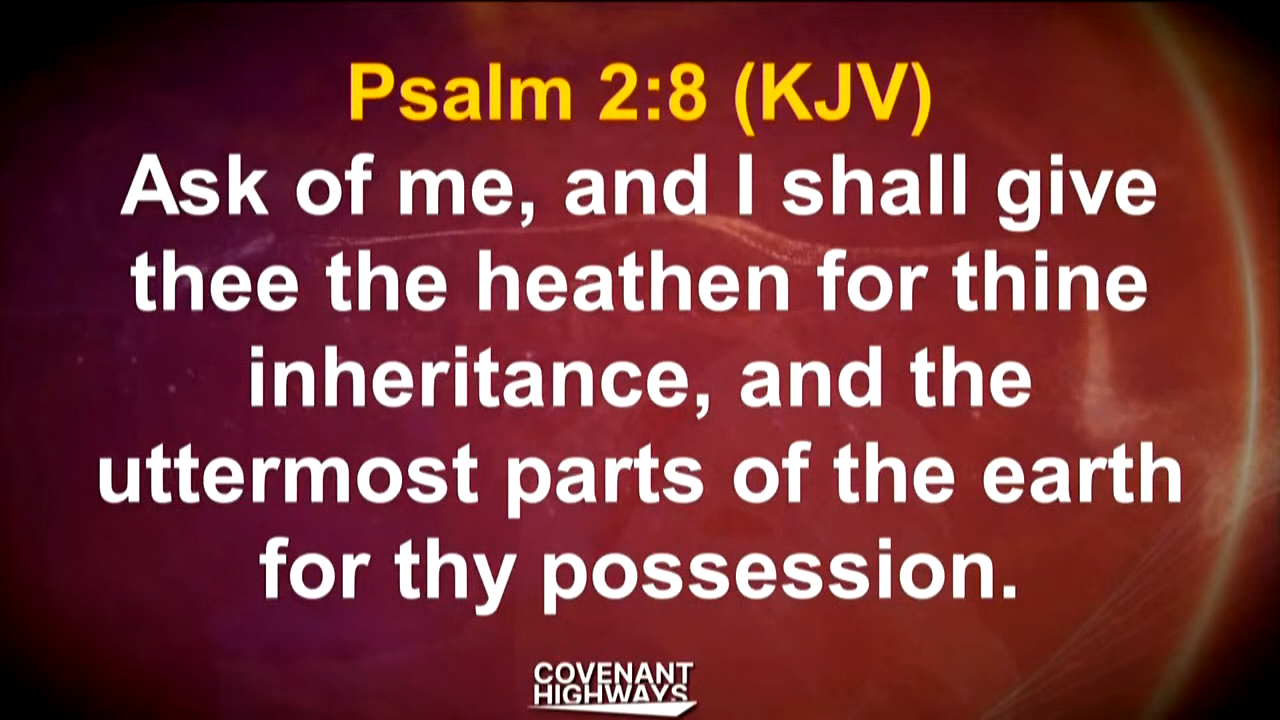 Psalm 2:8 (KJV)
Ask of me, and I shall give
thee the heathen for thine
inheritance, and the
uttermost parts of the earth
for thy possession.
COVENANT
HIGHWAYS